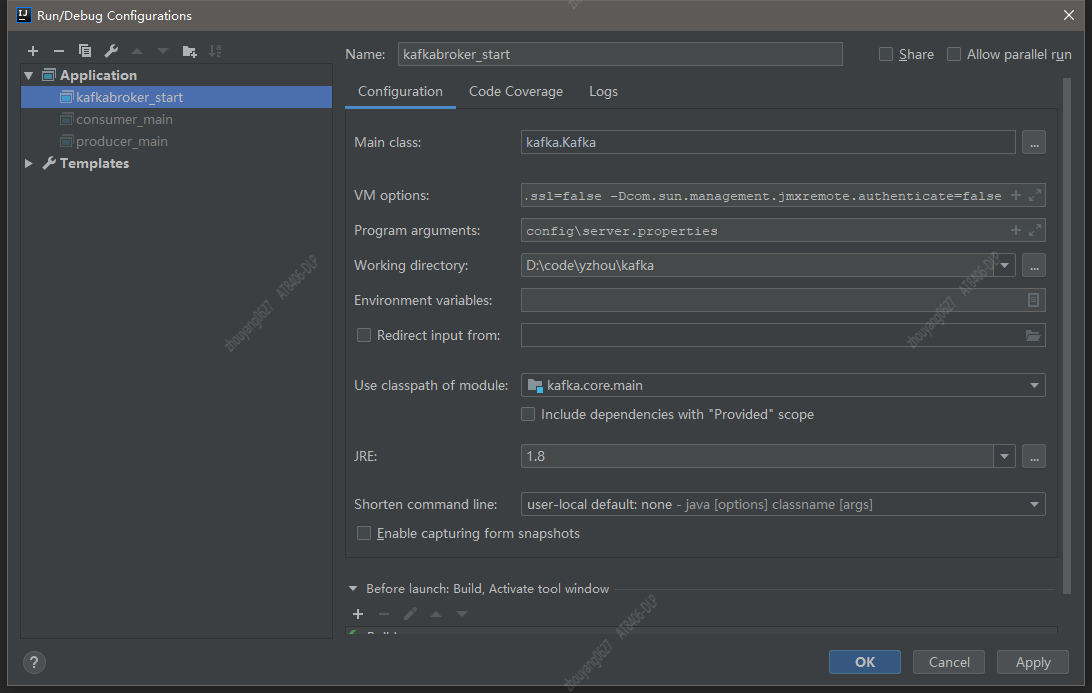 Run/Debug Configurations
Name: kafkabroker_start
Share
Allow parallel run
Application
kafkabroker_start
consumer_main
producer_main
Templates
Configuration Code Coverage Logs
Main class: kafka.Kafka ...
VM options: .ssl=false -Dcom.sun.management.jmxremote.authenticate=false
Program arguments: config\server.properties
Working directory: D:\code\yzhou\kafka ...
Environment variables:
Redirect input from:
Use classpath of module: kafka.core.main
Include dependencies with "Provided" scope
JRE: 1.8 ...
Shorten command line: user-local default: none - java [options] classname [args]
Enable capturing form snapshots
Before launch: Build, Activate tool window
? OK Cancel Apply
zhouyang0627 AT8406-DLP
zhouyang0627 AT8406-DLP
zhouyang0627 AT8406-DLP